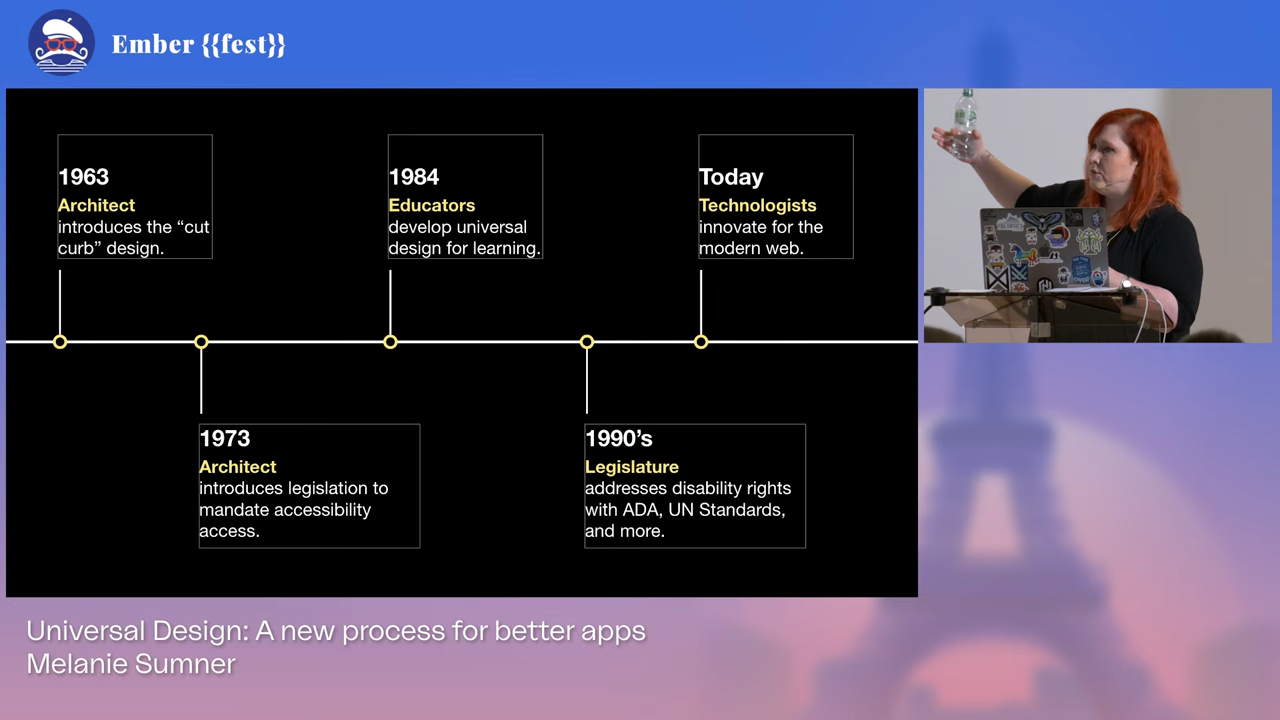 Ember {{fest}}
1963
Architect
introduces the “cut
curb” design.
1984
Educators
develop universal
design for learning.
Today
Technologists
innovate for the
modern web.
1973
Architect
introduces legislation to
mandate accessibility
access.
1990’s
Legislature
addresses disability rights
with ADA, UN Standards,
and more.
Universal Design: A new process for better apps
Melanie Sumner